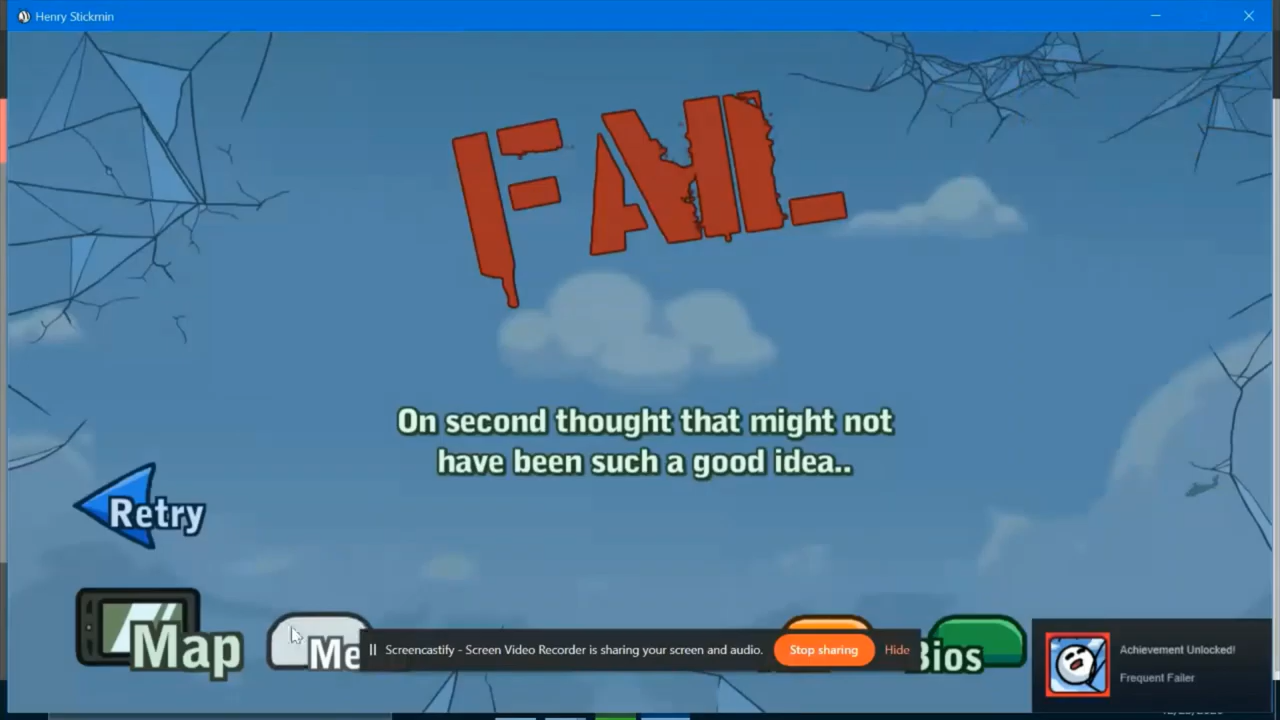 Henry Stickmin
FAIL
On second thought that might not
have been such a good idea..
Retry
Map
Me
Screencastify - Screen Video Recorder is sharing your screen and audio.
Stop sharing
Hide
Bios
Achievement Unlocked!
Frequent Failer